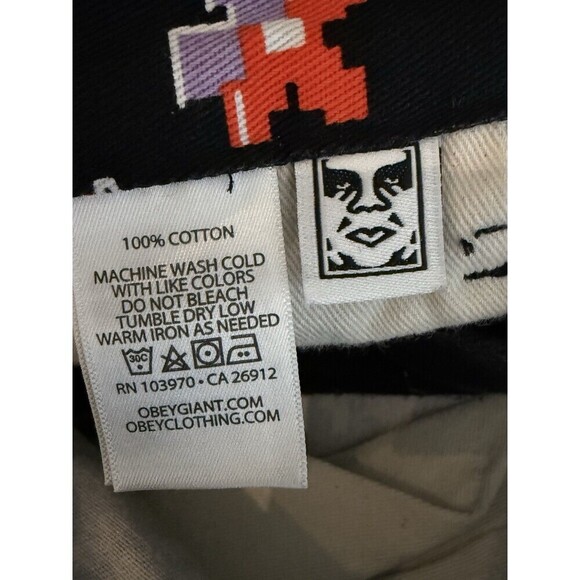 100% COTTON
MACHINE WASH COLD
WITH LIKE COLORS
DO NOT BLEACH
TUMBLE DRY LOW
WARM IRON AS NEEDED
30C
RN 103970 • CA 26912
OBEYGIANT.COM
OBEYCLOTHING.COM